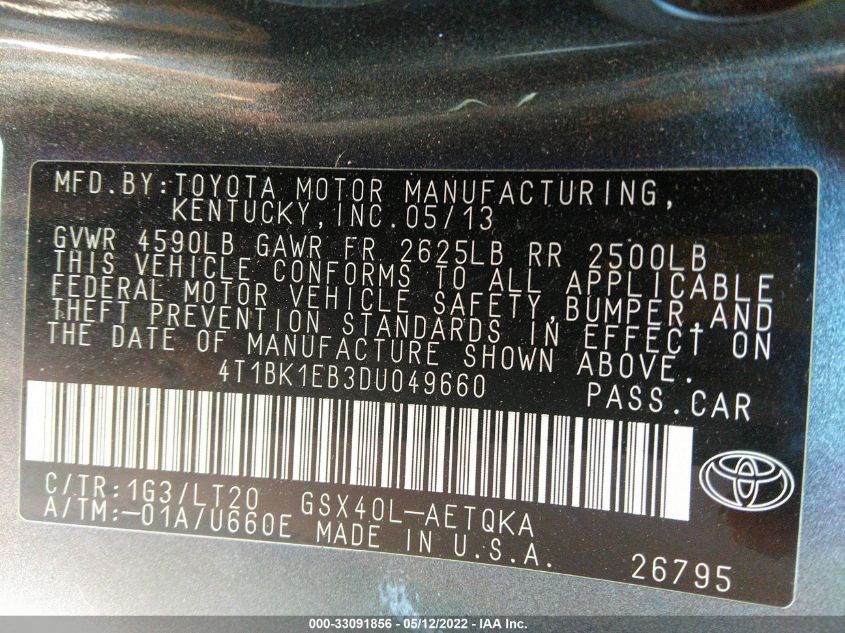 MFD.BY:TOYOTA MOTOR MANUFACTURING,
KENTUCKY,INC.05/13
GVWR 4590LB GAWR FR 2625LB RR 2500LB
THIS VEHICLE CONFORMS TO ALL APPLICABLE
FEDERAL MOTOR VEHICLE SAFETY,BUMPER,AND
THEFT PREVENTION STANDARDS IN EFFECT ON
THE DATE OF MANUFACTURE SHOWN ABOVE.
4T1BK1EB3DU049660 PASS.CAR
C/TR:1G3/LT20 GSX40L-AETQKA
A/TM:-01A/U660E MADE IN U.S.A.
26795
000-33091856 - 05/12/2022 - IAA Inc.